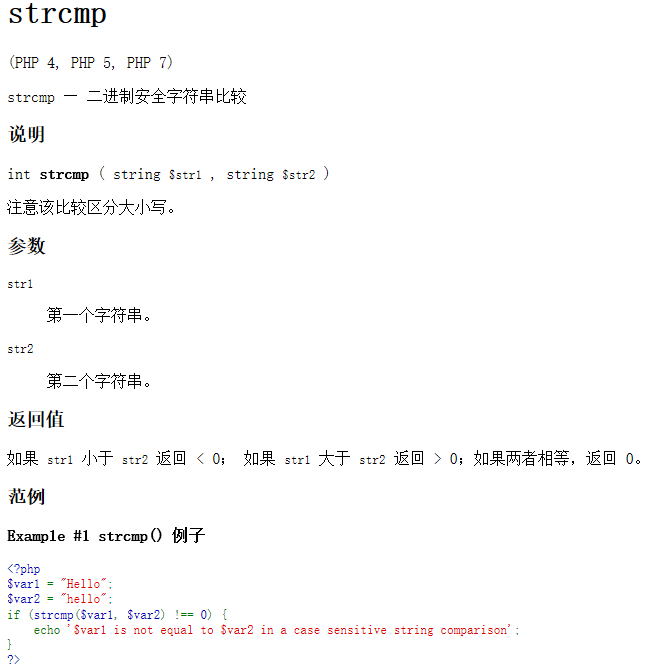 strcmp
(PHP 4, PHP 5, PHP 7)
strcmp — 二进制安全字符串比较
说明
int strcmp ( string $str1 , string $str2 )
注意该比较区分大小写。
参数
str1
第一个字符串。
str2
第二个字符串。
返回值
如果 str1 小于 str2 返回 < 0； 如果 str1 大于 str2 返回 > 0；如果两者相等，返回 0。
范例
Example #1 strcmp() 例子
<?php
$var1 = "Hello";
$var2 = "hello";
if (strcmp($var1, $var2) !== 0) {
    echo '$var1 is not equal to $var2 in a case sensitive string comparison';
}
?>